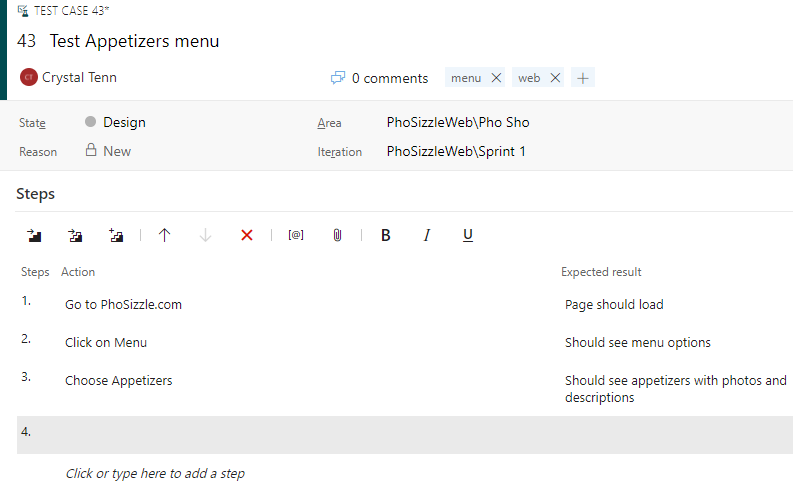 TEST CASE 43*
43 Test Appetizers menu
CT Crystal Tenn 0 comments menu web
State Design Area PhoSizzleWeb\Pho Sho
Reason New Iteration PhoSizzleWeb\Sprint 1
Steps
[@] B I U
Steps Action Expected result
1. Go to PhoSizzle.com Page should load
2. Click on Menu Should see menu options
3. Choose Appetizers Should see appetizers with photos and
descriptions
4.
Click or type here to add a step